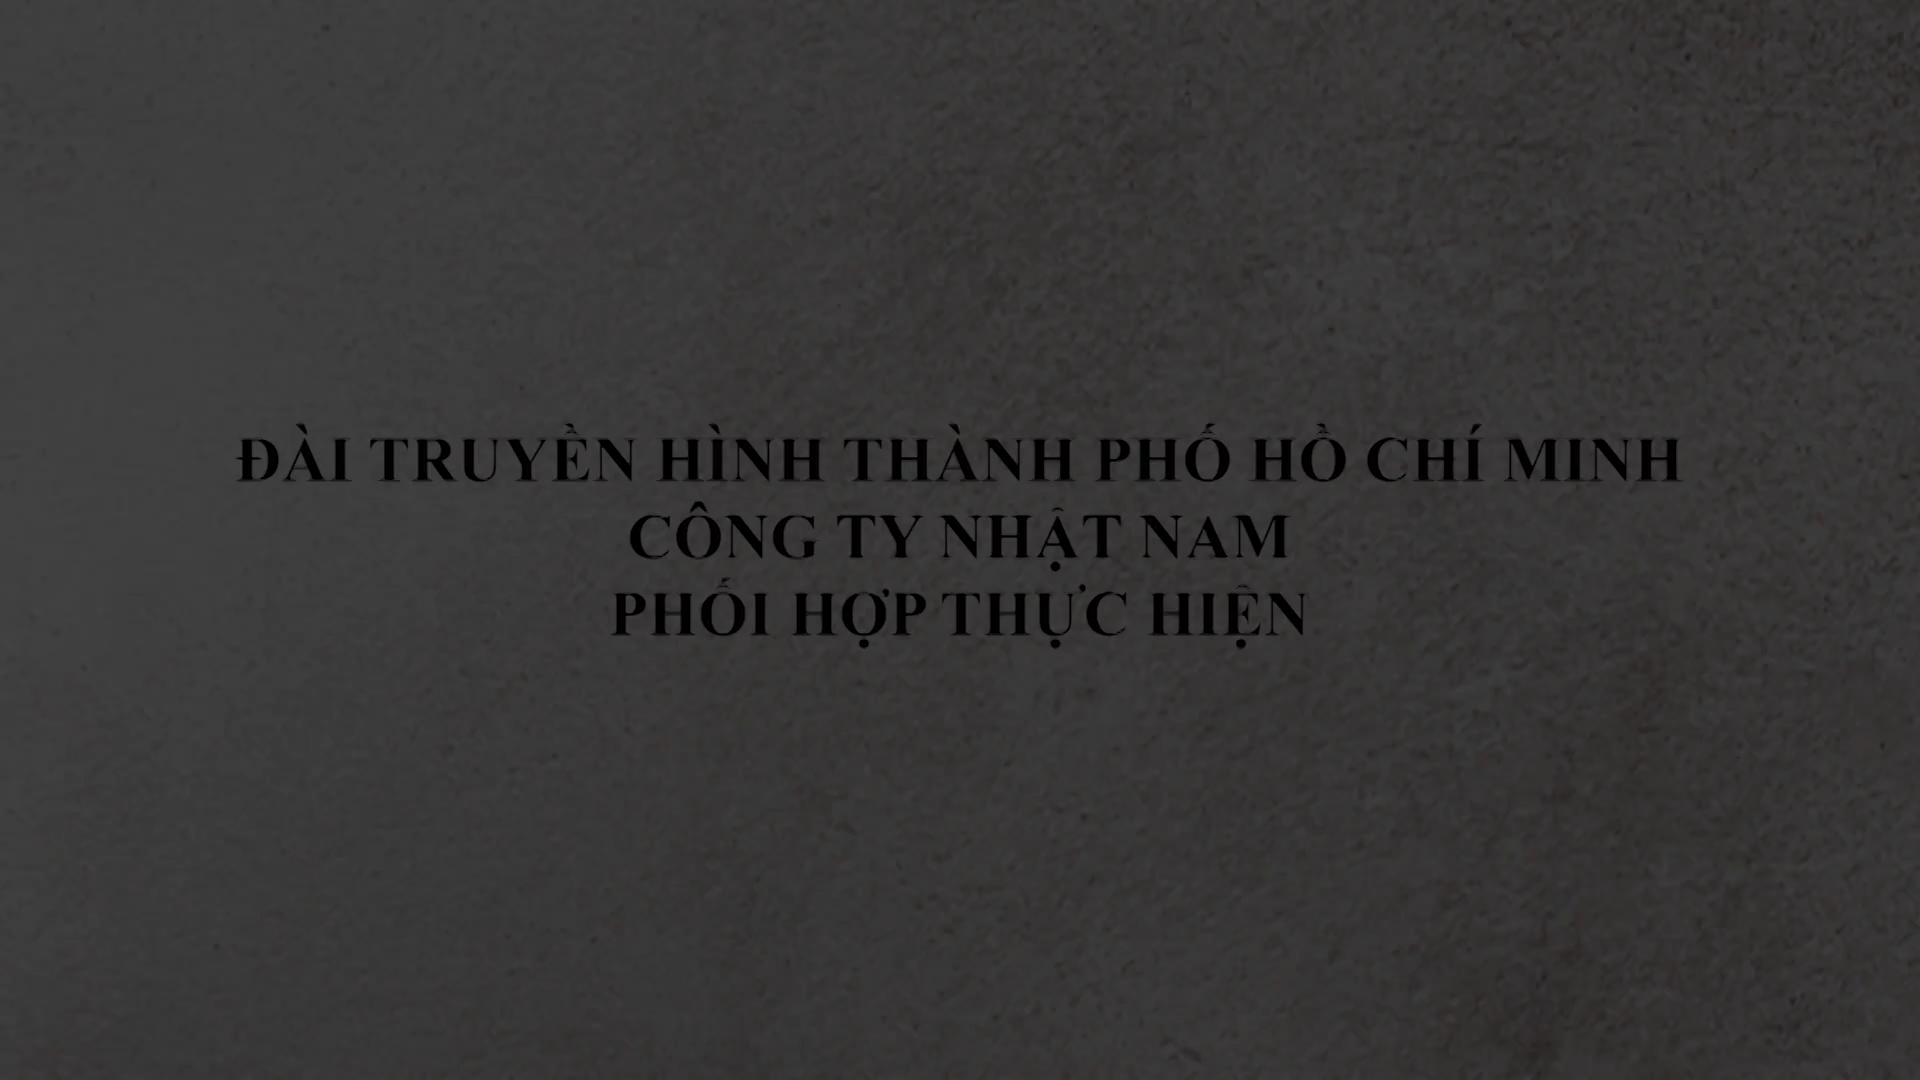 ĐÀI TRUYỀN HÌNH THÀNH PHỐ HỒ CHÍ MINH
CÔNG TY NHẬT NAM
PHỐI HỢP THỰC HIỆN